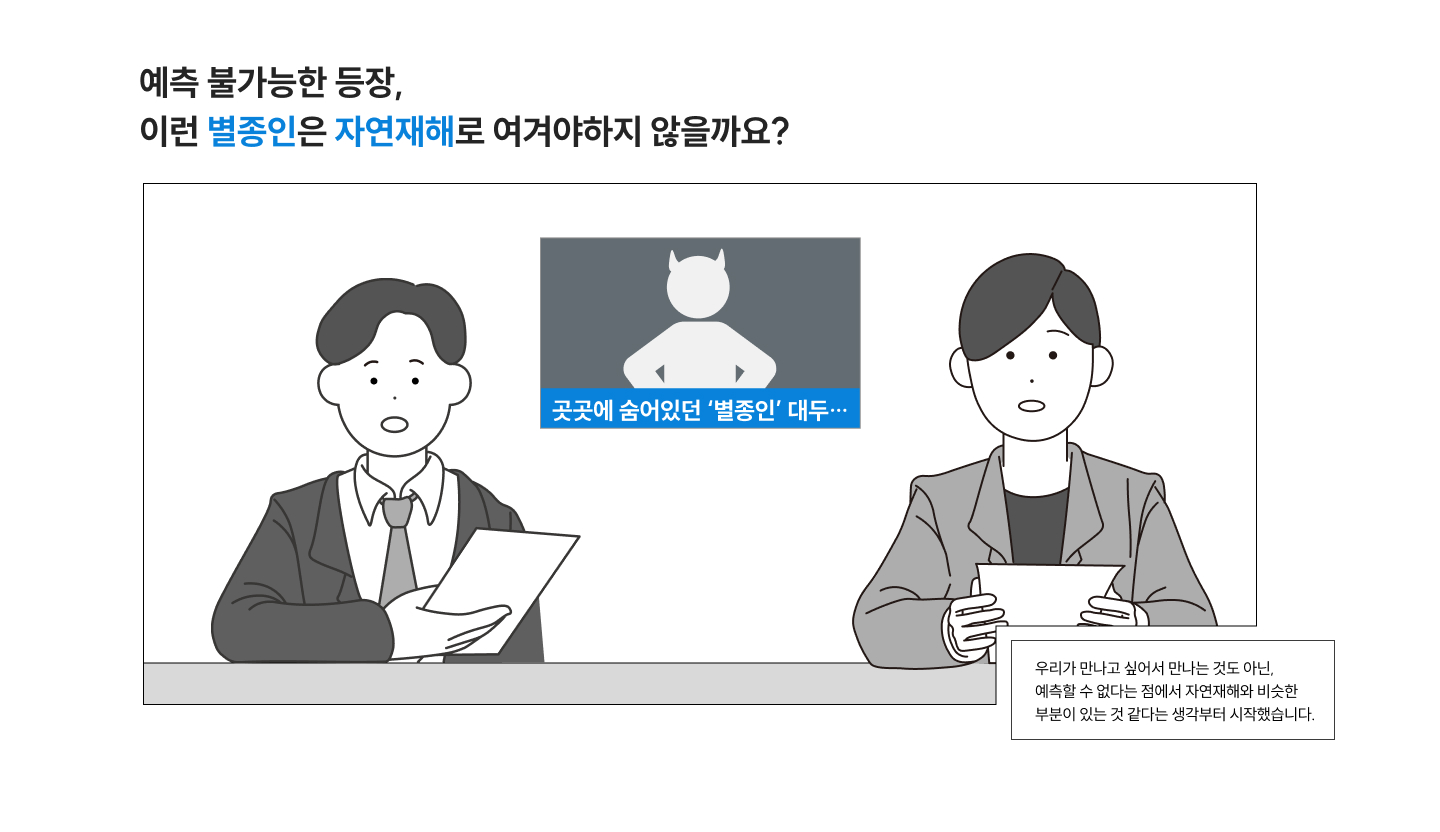 예측 불가능한 등장,
이런 별종인은 자연재해로 여겨야하지 않을까요?
곳곳에 숨어있던 ‘별종인’ 대두…
우리가 만나고 싶어서 만나는 것도 아닌,
예측할 수 없다는 점에서 자연재해와 비슷한
부분이 있는 것 같다는 생각부터 시작했습니다.